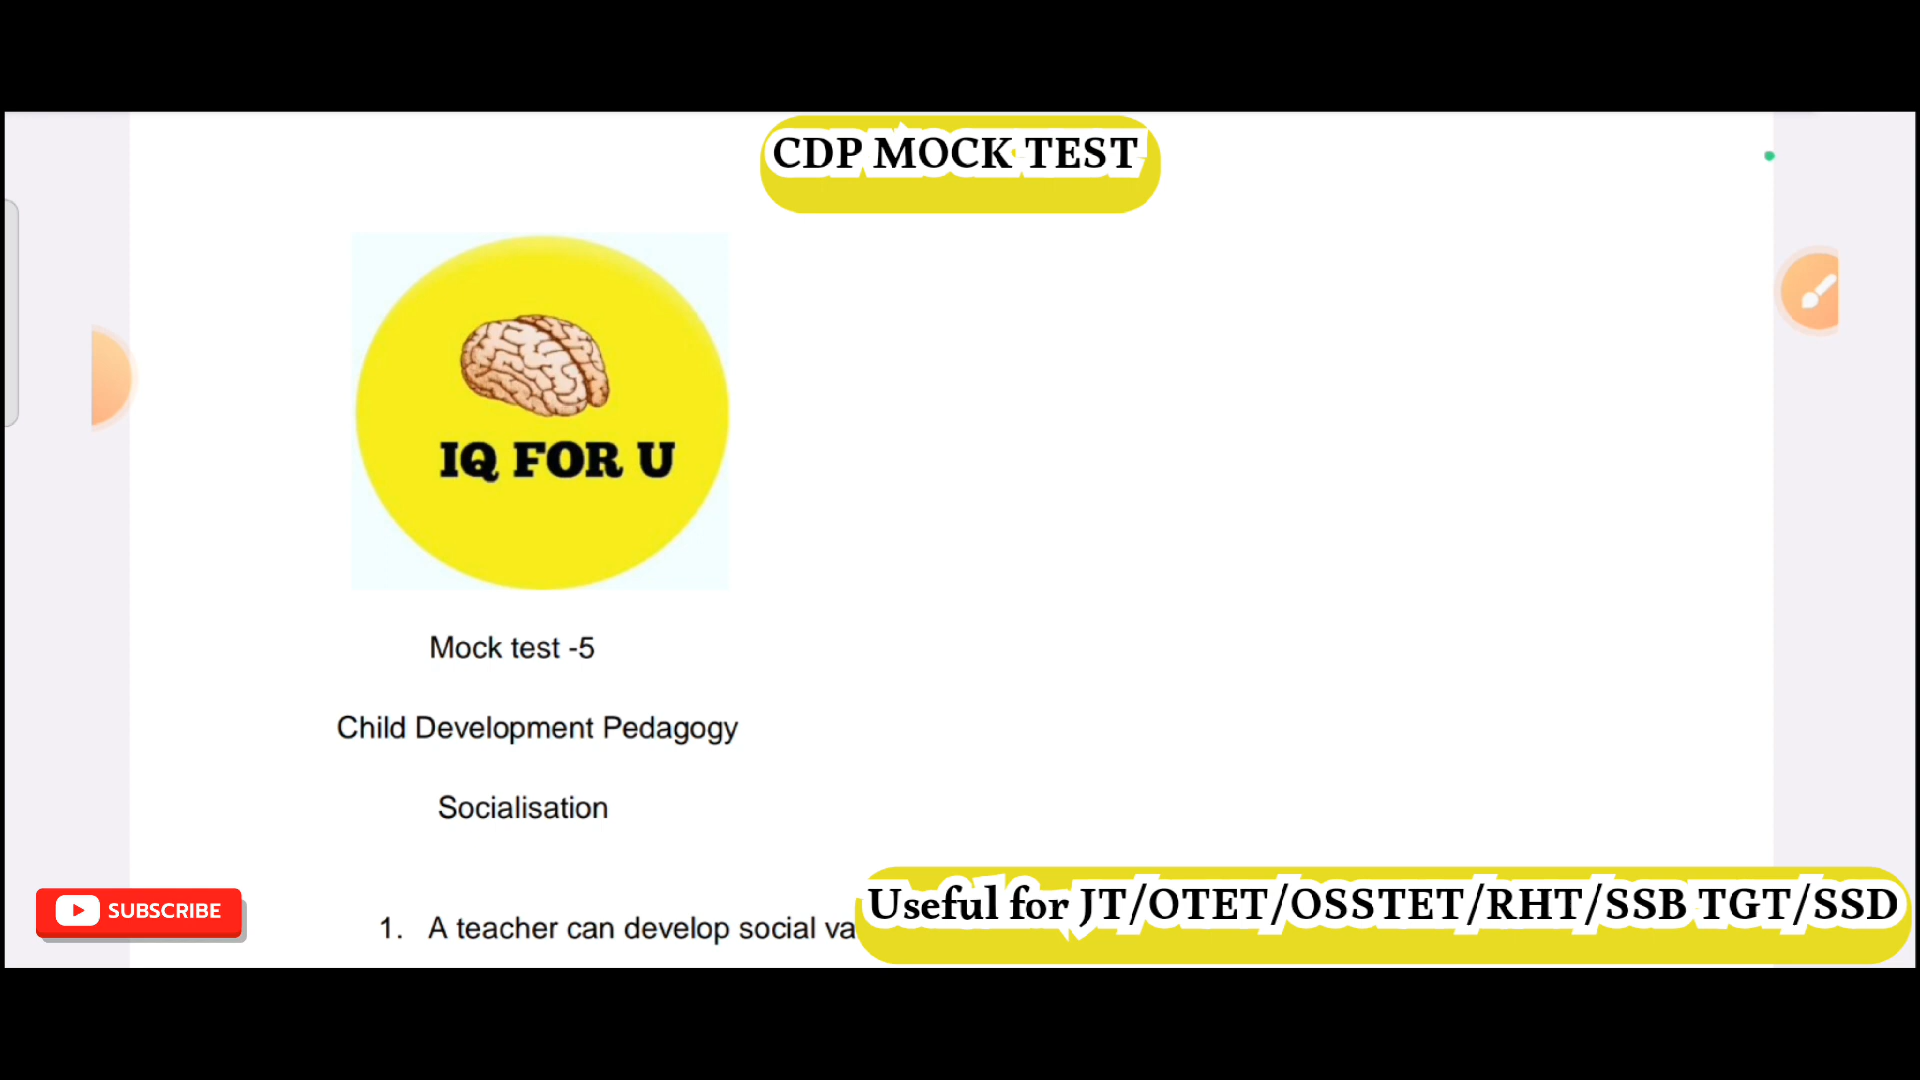 CDP MOCK TEST
IQ FOR U
Mock test -5
Child Development Pedagogy
Socialisation
1. A teacher can develop social
SUBSCRIBE
Useful for JT/OTET/OSSTET/RHT/SSB TGT/SSD